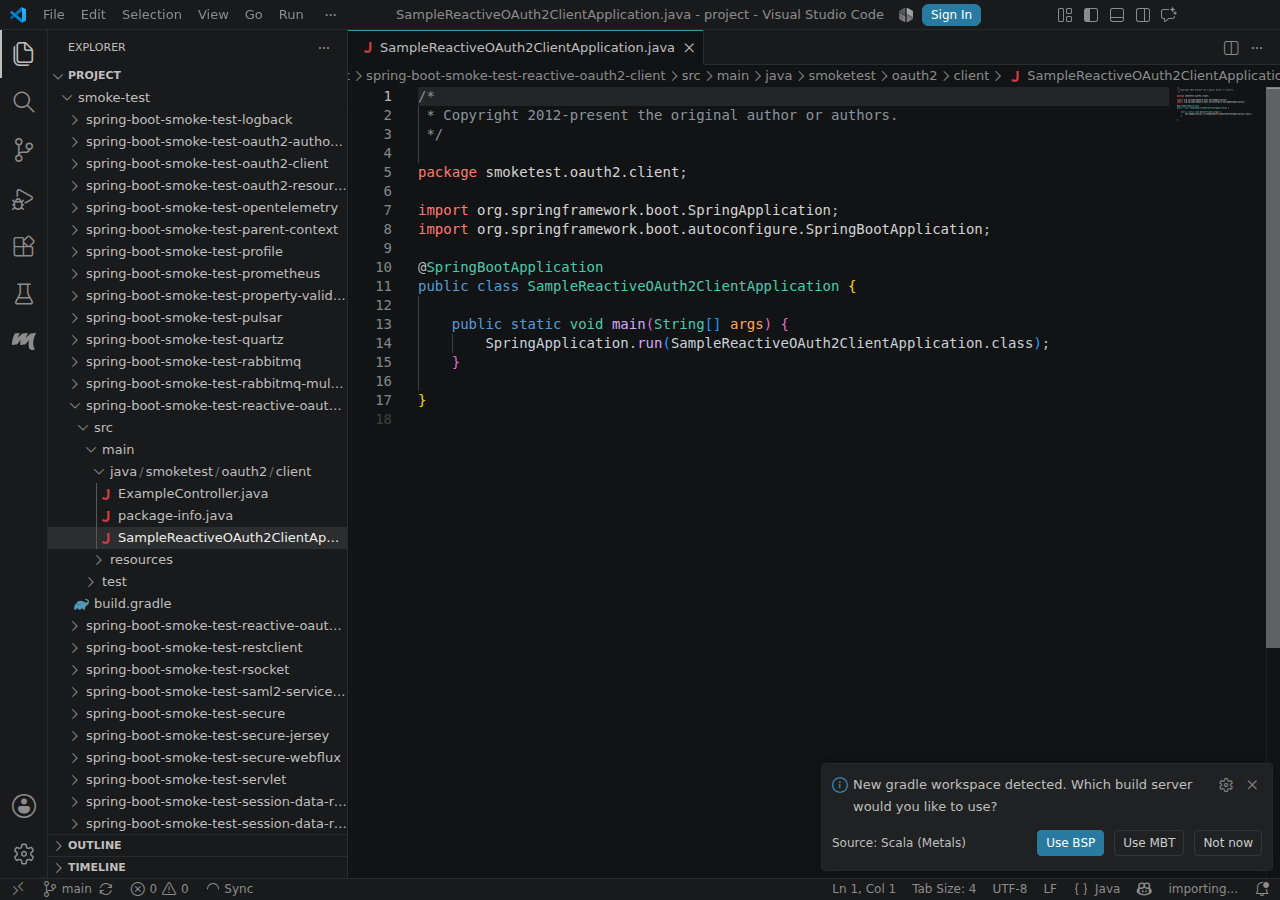 File Edit Selection View Go Run ··· SampleReactiveOAuth2ClientApplication.java - project - Visual Studio Code Sign In
EXPLORER ···
PROJECT
smoke-test
spring-boot-smoke-test-logback
spring-boot-smoke-test-oauth2-autho...
spring-boot-smoke-test-oauth2-client
spring-boot-smoke-test-oauth2-resour...
spring-boot-smoke-test-opentelemetry
spring-boot-smoke-test-parent-context
spring-boot-smoke-test-profile
spring-boot-smoke-test-prometheus
spring-boot-smoke-test-property-valid...
spring-boot-smoke-test-pulsar
spring-boot-smoke-test-quartz
spring-boot-smoke-test-rabbitmq
spring-boot-smoke-test-rabbitmq-mul...
spring-boot-smoke-test-reactive-oaut...
src
main
java/smoketest/oauth2/client
ExampleController.java
package-info.java
SampleReactiveOAuth2ClientAp...
resources
test
build.gradle
spring-boot-smoke-test-reactive-oaut...
spring-boot-smoke-test-restclient
spring-boot-smoke-test-rsocket
spring-boot-smoke-test-saml2-service...
spring-boot-smoke-test-secure
spring-boot-smoke-test-secure-jersey
spring-boot-smoke-test-secure-webflux
spring-boot-smoke-test-servlet
spring-boot-smoke-test-session-data-r...
spring-boot-smoke-test-session-data-r...
OUTLINE
TIMELINE
SampleReactiveOAuth2ClientApplication.java
spring-boot-smoke-test-reactive-oauth2-client > src > main > java > smoketest > oauth2 > client > SampleReactiveOAuth2ClientApplicatio
1 /*
2 * Copyright 2012-present the original author or authors.
3 */
4
5 package smoketest.oauth2.client;
6
7 import org.springframework.boot.SpringApplication;
8 import org.springframework.boot.autoconfigure.SpringBootApplication;
9
10 @SpringBootApplication
11 public class SampleReactiveOAuth2ClientApplication {
12
13 public static void main(String[] args) {
14 SpringApplication.run(SampleReactiveOAuth2ClientApplication.class);
15 }
16
17 }
18
New gradle workspace detected. Which build server
would you like to use?
Source: Scala (Metals) Use BSP Use MBT Not now
main 0 0 Sync Ln 1, Col 1 Tab Size: 4 UTF-8 LF {} Java importing...